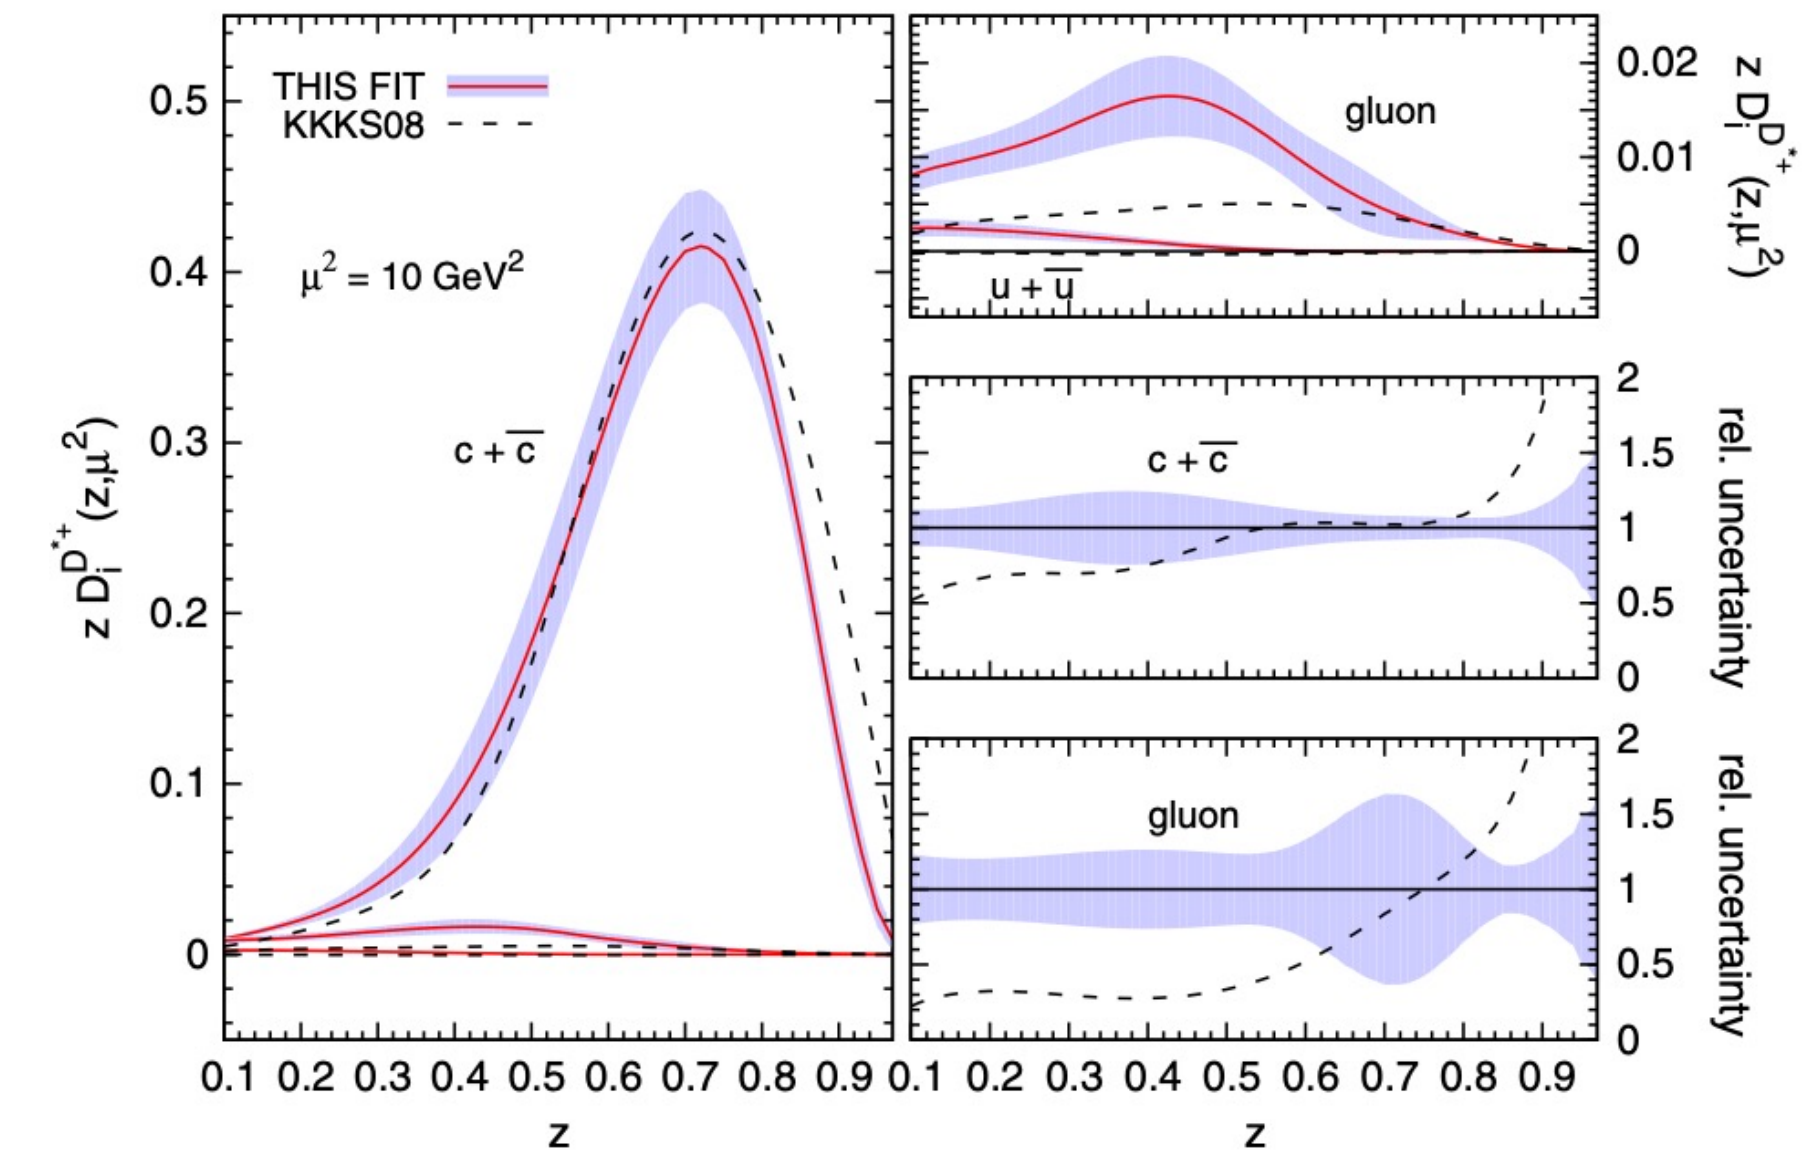 THIS FIT
KKKS08
μ² = 10 GeV²
c + c̅
z D_i^{D*+} (z,μ²)
0.5
0.4
0.3
0.2
0.1
0
0.1 0.2 0.3 0.4 0.5 0.6 0.7 0.8 0.9
z
gluon
u + u̅
0.02
0.01
0
z D_i^{D*+} (z,μ²)
c + c̅
2
1.5
1
0.5
0
rel. uncertainty
gluon
2
1.5
1
0.5
0
rel. uncertainty
0.1 0.2 0.3 0.4 0.5 0.6 0.7 0.8 0.9
z